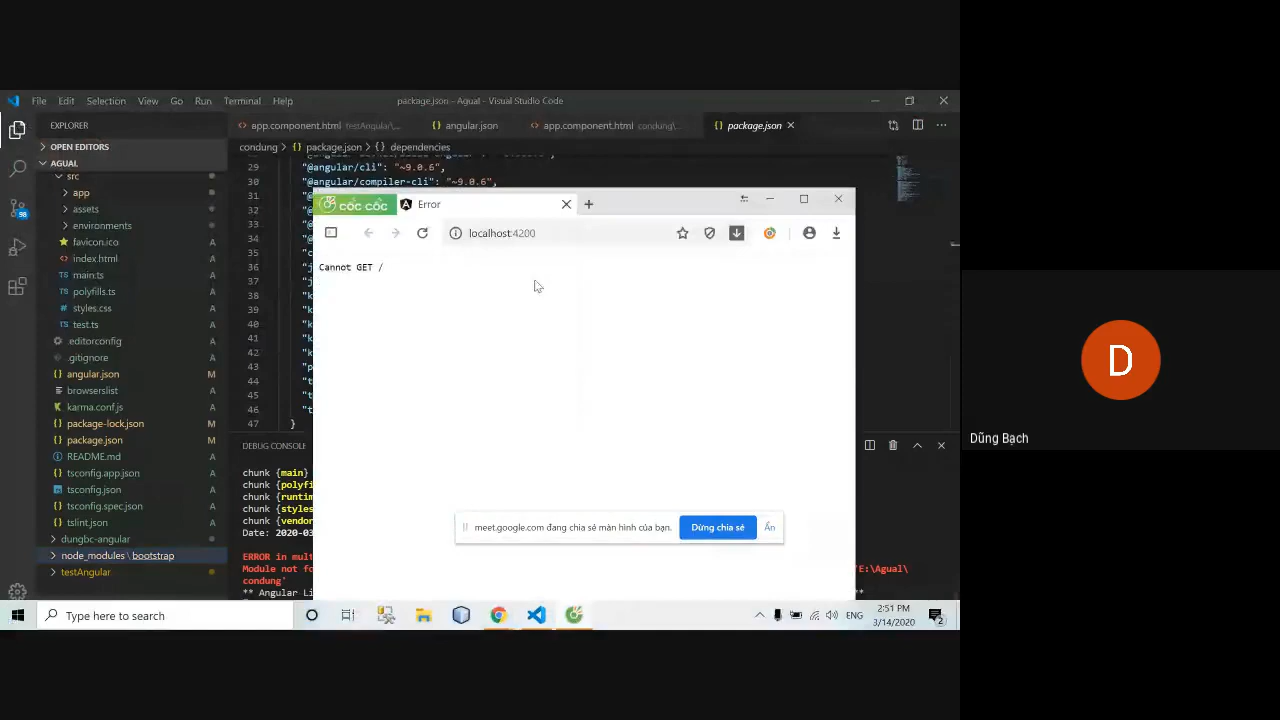 File Edit Selection View Go Run Terminal Help
package.json - Agual - Visual Studio Code
EXPLORER
OPEN EDITORS
AGUAL
src
app
assets
environments
favicon.ico
index.html
main.ts
polyfills.ts
styles.css
test.ts
.editorconfig
.gitignore
angular.json
browserslist
karma.conf.js
package-lock.json
package.json
README.md
tsconfig.app.json
tsconfig.json
tsconfig.spec.json
tslint.json
dungbc-angular
node_modules \ bootstrap
testAngular
A
A
A
A
A
A
A
A
A
M
A
A
M
M
A
A
A
A
A
98
app.component.html testAngular\...
angular.json
app.component.html condung\...
package.json
condung > package.json > dependencies
29 "@angular/cli": "~9.0.6",
30 "@angular/compiler-cli": "~9.0.6",
31
32
33
34
35
36
37
38
39
40
41
42
43
44
45
46
47 }
cốc cốc
Error
localhost:4200
Cannot GET /
meet.google.com đang chia sẻ màn hình của bạn.
Dừng chia sẻ
Ẩn
DEBUG CONSOLE
chunk {main}
chunk {polyfi
chunk {runtim
chunk {styles
chunk {vendor
Date: 2020-03
ERROR in mult
Module not fo
'E:\Agual\
condung'
** Angular Li
**
Type here to search
ENG
2:51 PM
3/14/2020
2
D
Dũng Bạch